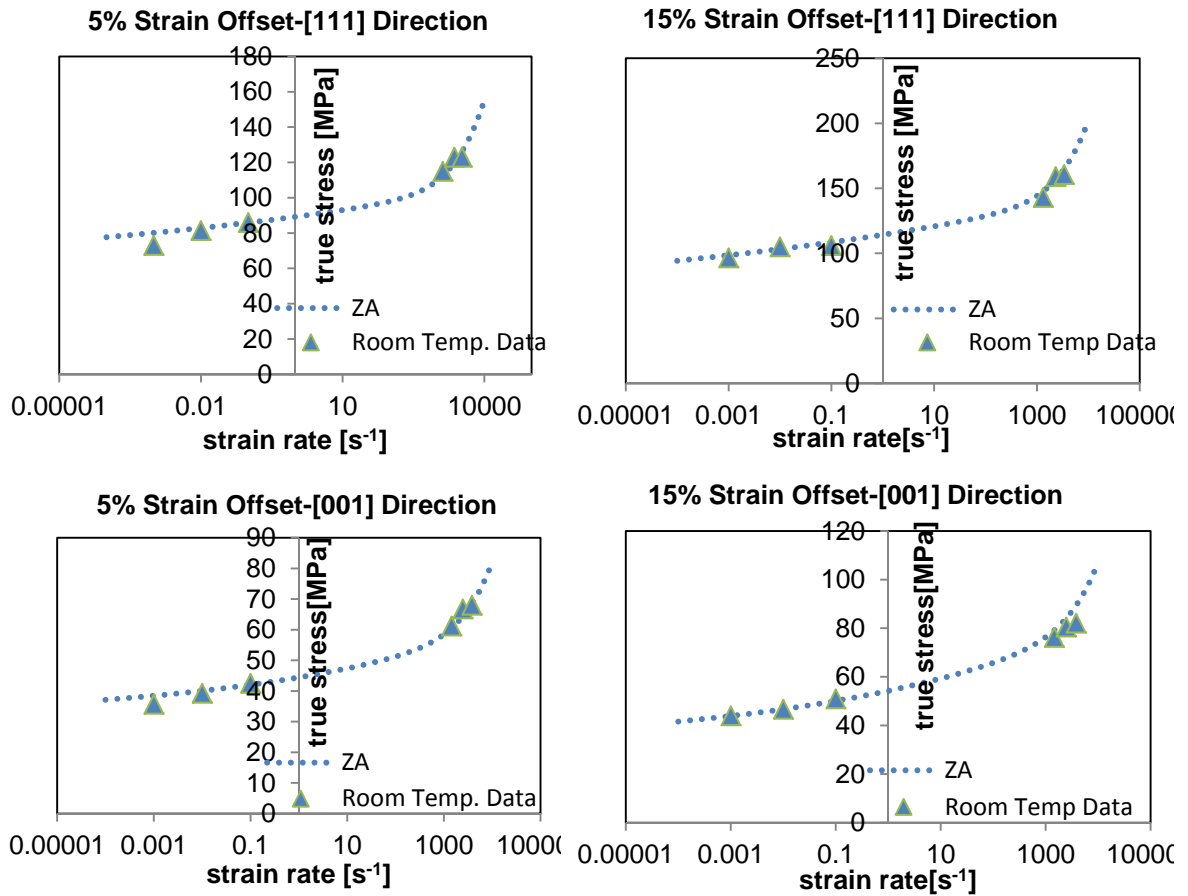 5% Strain Offset-[111] Direction
180
160
140
120
100
80
60
40
20
0
true stress [MPa]
ZA
Room Temp. Data
0.00001 0.01 10 10000
strain rate [s-1]
15% Strain Offset-[111] Direction
250
200
150
100
50
0
true stress [MPa]
ZA
Room Temp. Data
0.00001 0.001 0.1 10 1000 100000
strain rate[s-1]
5% Strain Offset-[001] Direction
90
80
70
60
50
40
30
20
10
0
true stress[MPa]
ZA
Room Temp. Data
0.00001 0.001 0.1 10 1000 100000
strain rate [s-1]
15% Strain Offset-[001] Direction
120
100
80
60
40
20
0
true stress[MPa]
ZA
Room Temp Data
0.00001 0.001 0.1 10 1000 100000
strain rate[s-1]